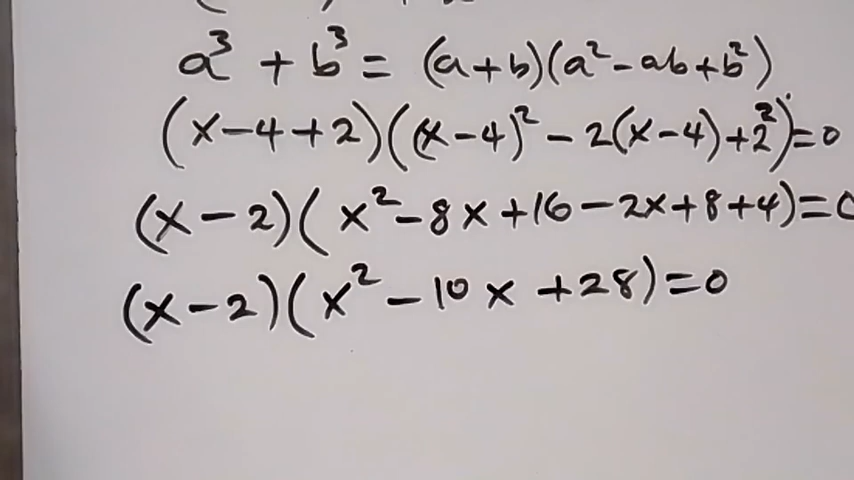 a³ + b³ = (a+b)(a² - ab + b²)
(x-4+2)((x-4)² - 2(x-4) + 2²) = 0
(x-2)(x² - 8x + 16 - 2x + 8 + 4) = 0
(x-2)(x² - 10x + 28) = 0